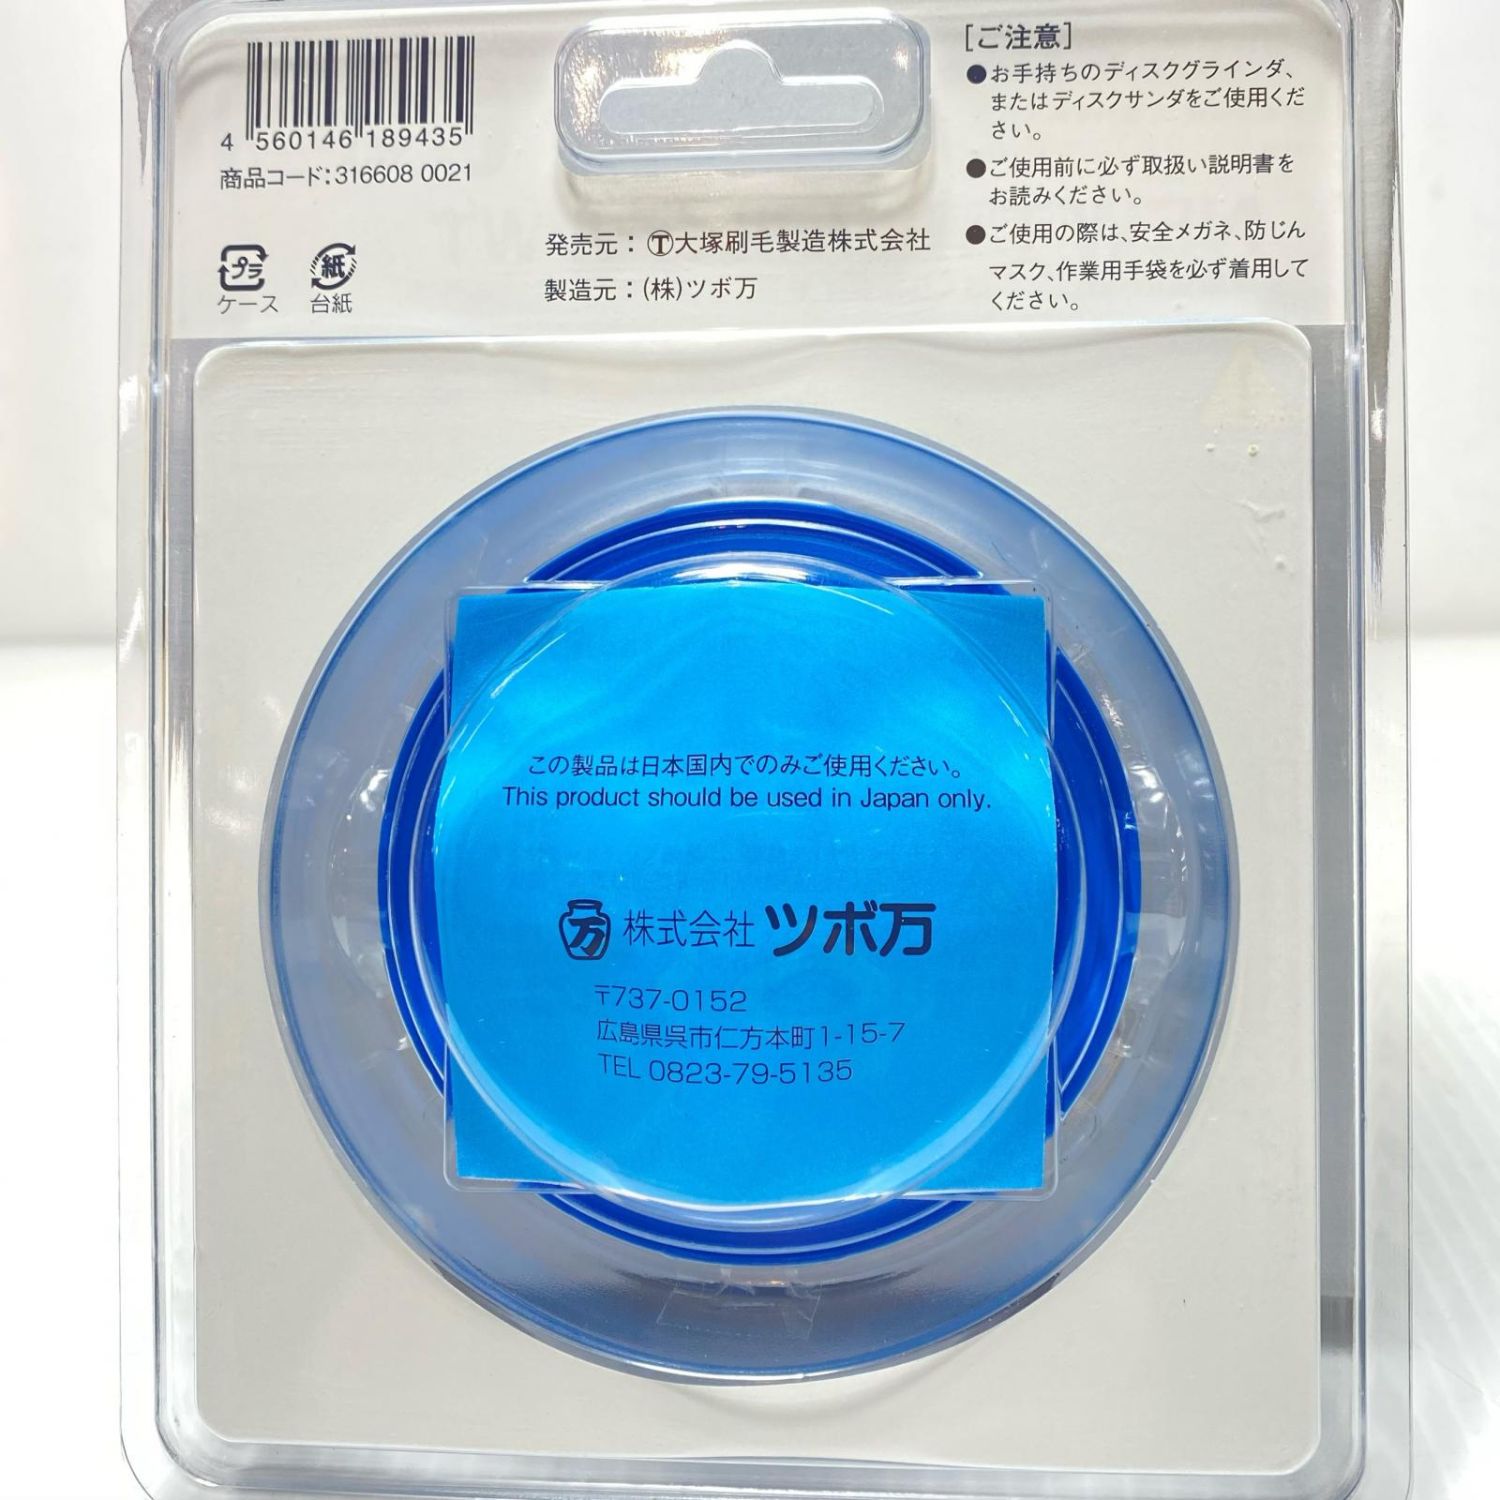 4 560146 189435
商品コード：316608 0021
プラ
ケース
紙
台紙
発売元：Ⓣ大塚刷毛製造株式会社
製造元：(株)ツボ万
[ご注意]
●お手持ちのディスクグラインダ、
またはディスクサンダをご使用くだ
さい。
●ご使用前に必ず取扱い説明書を
お読みください。
●ご使用の際は、安全メガネ、防じん
マスク、作業用手袋を必ず着用して
ください。
この製品は日本国内でのみご使用ください。
This product should be used in Japan only.
万 株式会社 ツボ万
〒737-0152
広島県呉市仁方本町1-15-7
TEL 0823-79-5135